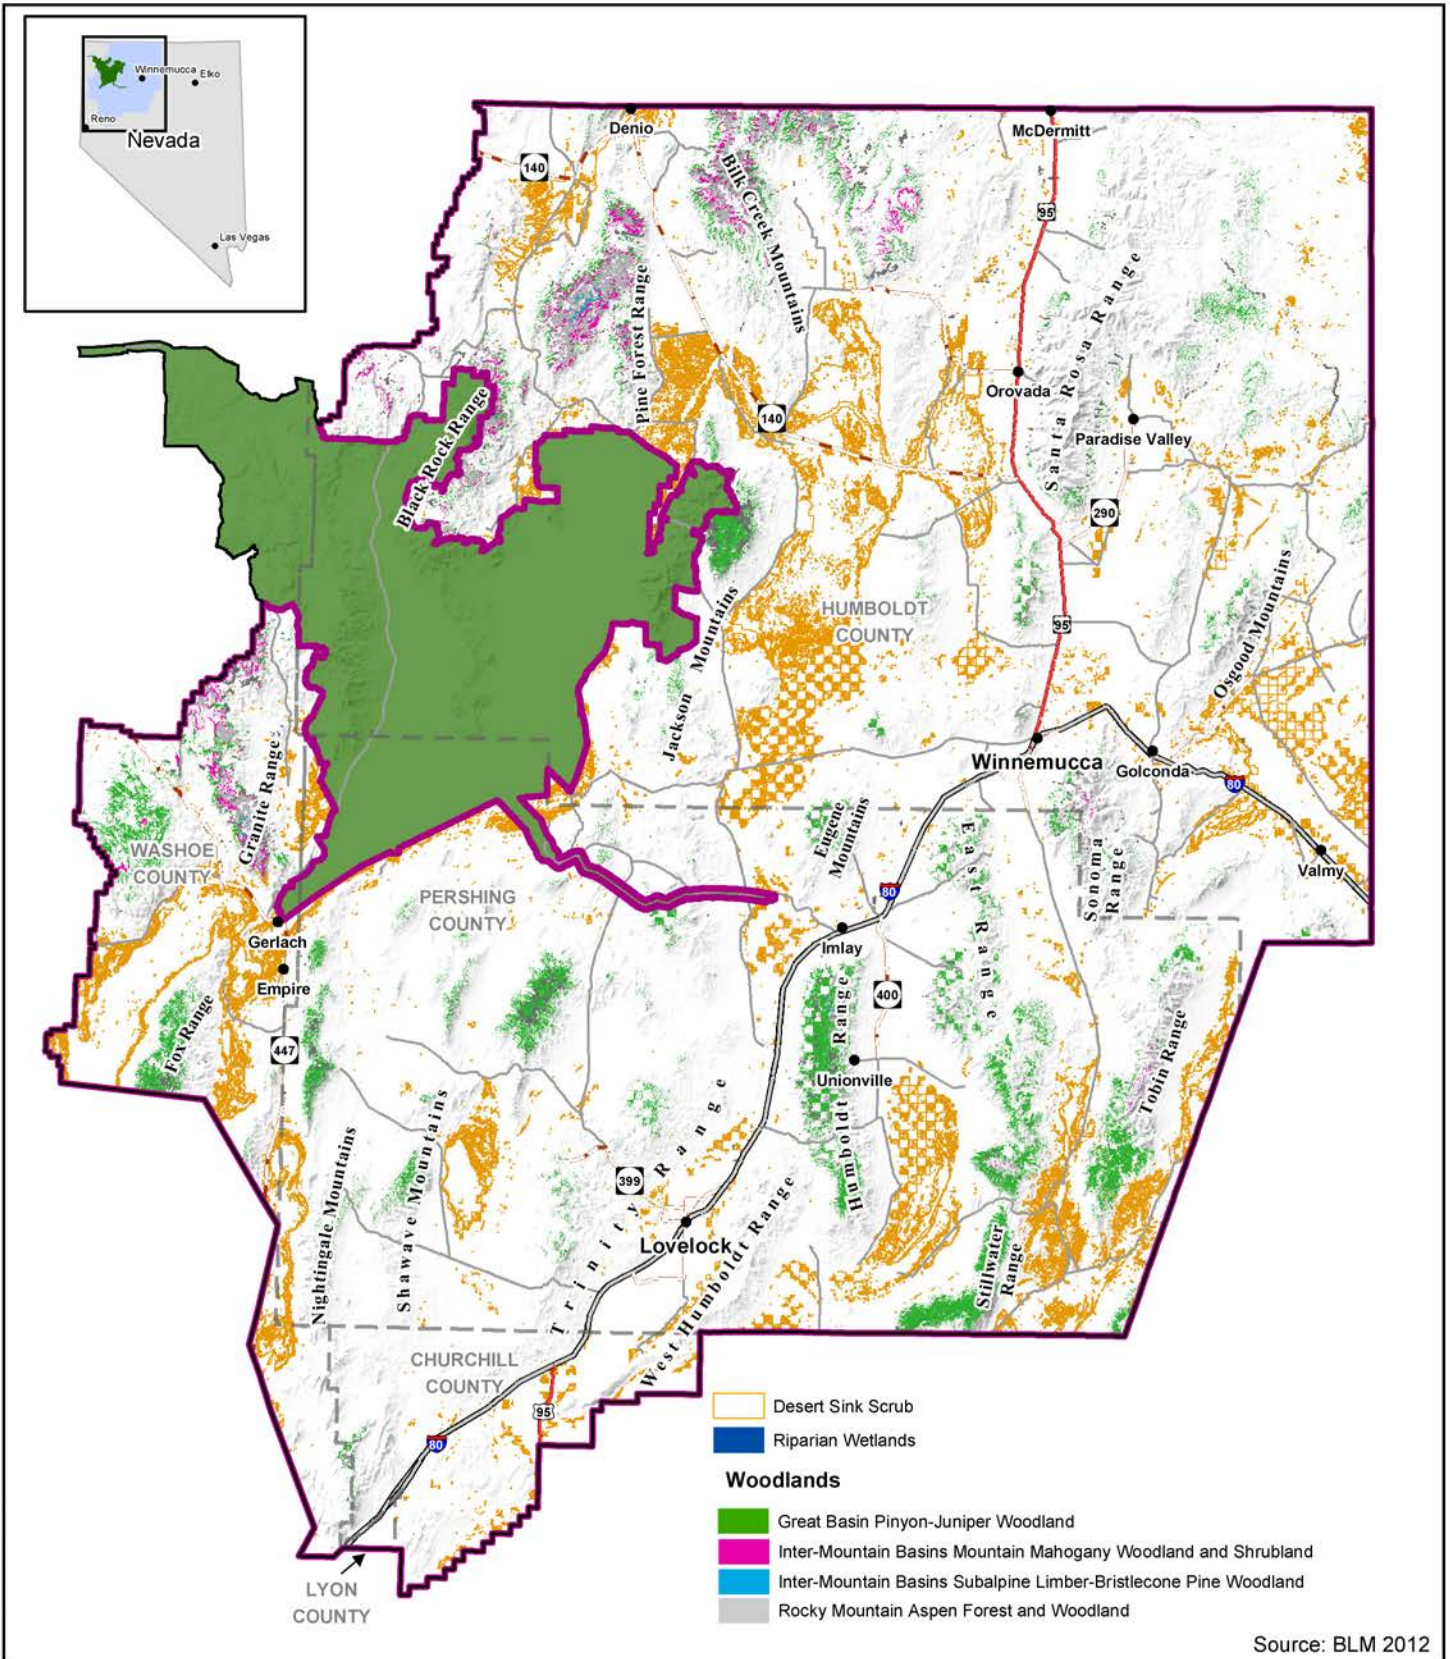 Winnemucca
Elko
Reno
Nevada
Las Vegas
Denio
McDermitt
140
Bilk Creek Mountains
95
Pine Forest Range
Santa Rosa Range
Orovada
Black Rock Range
140
Paradise Valley
290
Jackson Mountains
HUMBOLDT
COUNTY
95
Osgood Mountains
Granite Range
Winnemucca
Golconda
80
Eugene
Mountains
East Range
Sonoma
Range
WASHOE
COUNTY
Valmy
80
PERSHING
COUNTY
Gerlach
Imlay
Empire
Fox Range
400
Humboldt Range
447
Unionville
Tobin Range
Nightingale Mountains
Shawave Mountains
Trinity Range
399
Lovelock
West Humboldt Range
Stillwater
Range
CHURCHILL
COUNTY
95
80
LYON
COUNTY
Desert Sink Scrub
Riparian Wetlands
Woodlands
Great Basin Pinyon-Juniper Woodland
Inter-Mountain Basins Mountain Mahogany Woodland and Shrubland
Inter-Mountain Basins Subalpine Limber-Bristlecone Pine Woodland
Rocky Mountain Aspen Forest and Woodland
Source: BLM 2012